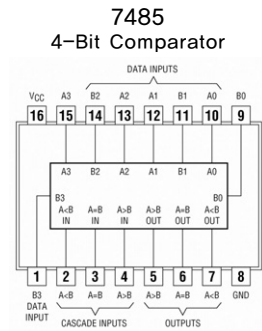 7485
4-Bit Comparator
DATA INPUTS
VCC A3 B2 A2 A1 B1 A0 B0
16 15 14 13 12 11 10 9
A3 B2 A2 A1 B1 A0
B3 B0
A<B A=B A>B A>B A=B A<B
IN IN IN OUT OUT OUT
1 2 3 4 5 6 7 8
B3 A<B A=B A>B A>B A=B A<B GND
DATA
INPUT
CASCADE INPUTS OUTPUTS